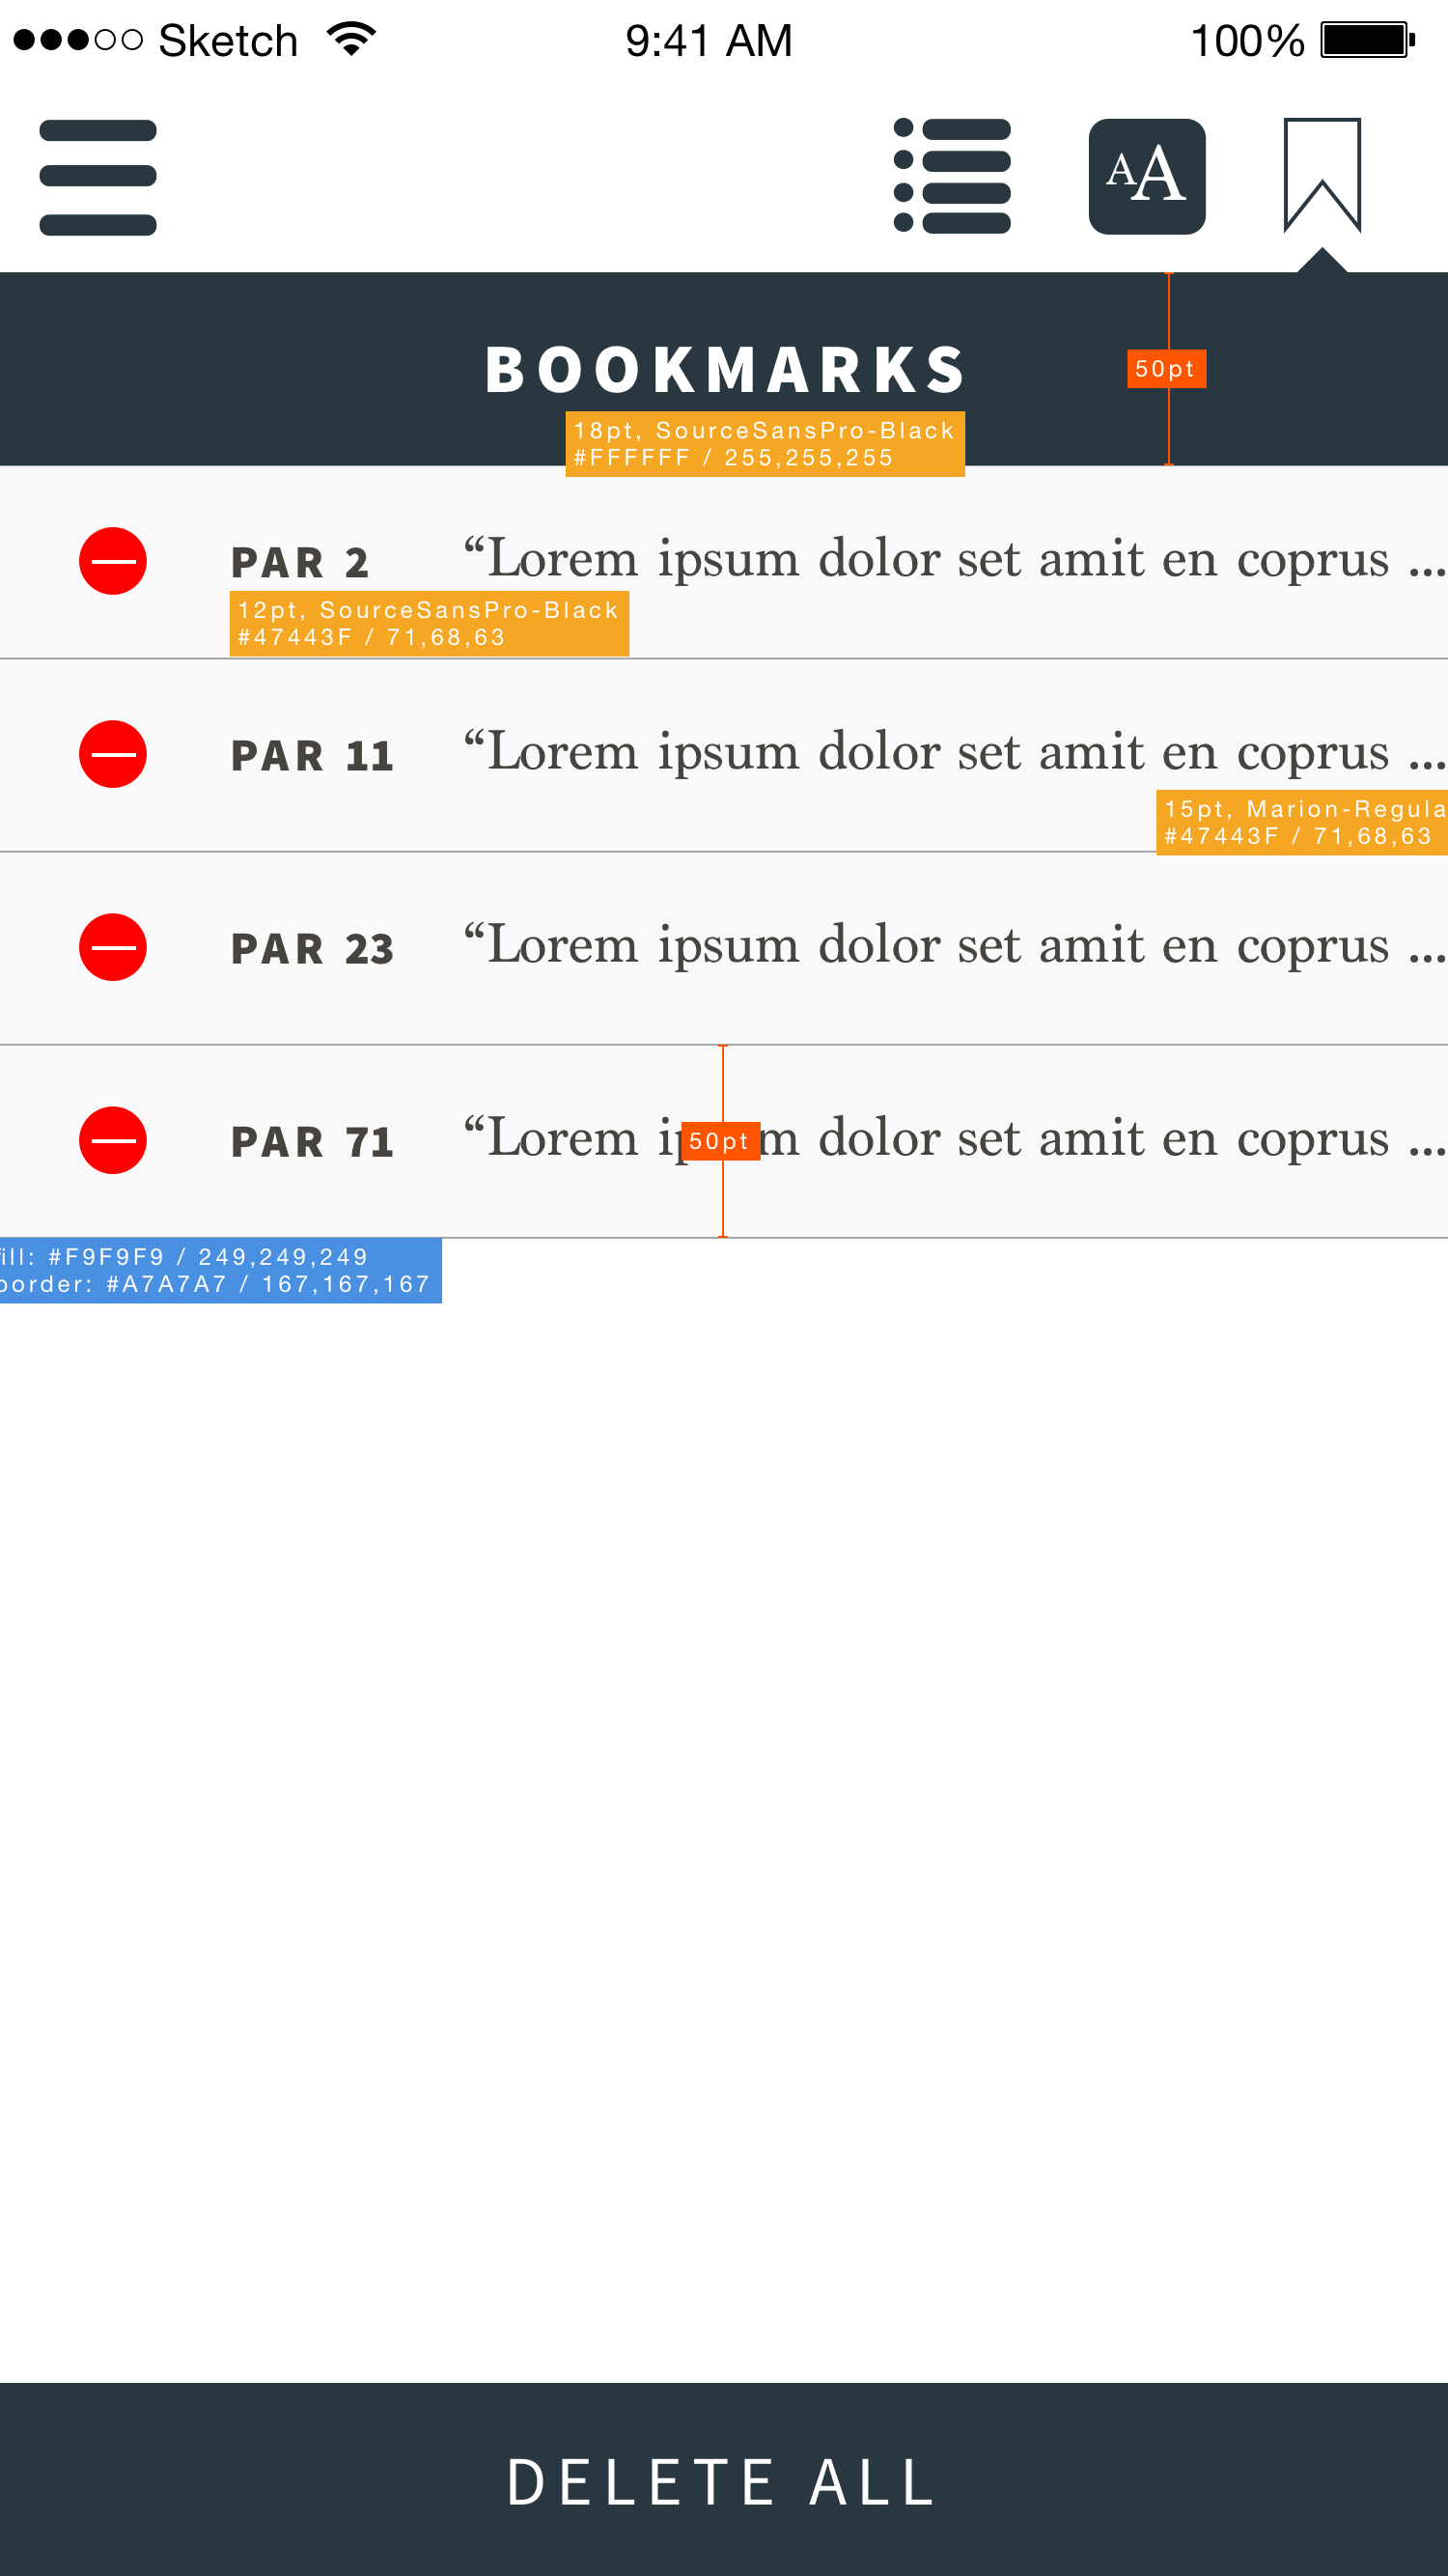 Sketch 9:41 AM 100%
AA
BOOKMARKS
50pt
18pt, SourceSansPro-Black
#FFFFFF / 255,255,255
PAR 2 “Lorem ipsum dolor set amit en coprus ...
12pt, SourceSansPro-Black
#47443F / 71,68,63
PAR 11 “Lorem ipsum dolor set amit en coprus ...
15pt, Marion-Regula
#47443F / 71,68,63
PAR 23 “Lorem ipsum dolor set amit en coprus ...
PAR 71 “Lorem ip m dolor set amit en coprus ...
50pt
ill: #F9F9F9 / 249,249,249
order: #A7A7A7 / 167,167,167
DELETE ALL